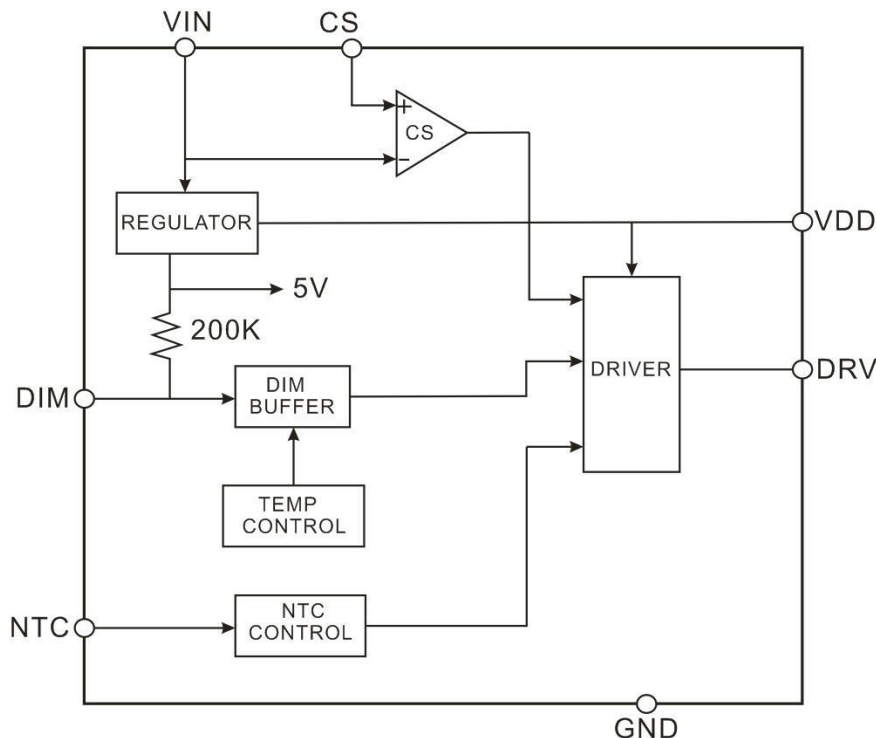 VIN
CS
+
CS
-
REGULATOR
VDD
5V
200K
DIM
DIM
BUFFER
DRIVER
DRV
TEMP
CONTROL
NTC
NTC
CONTROL
GND